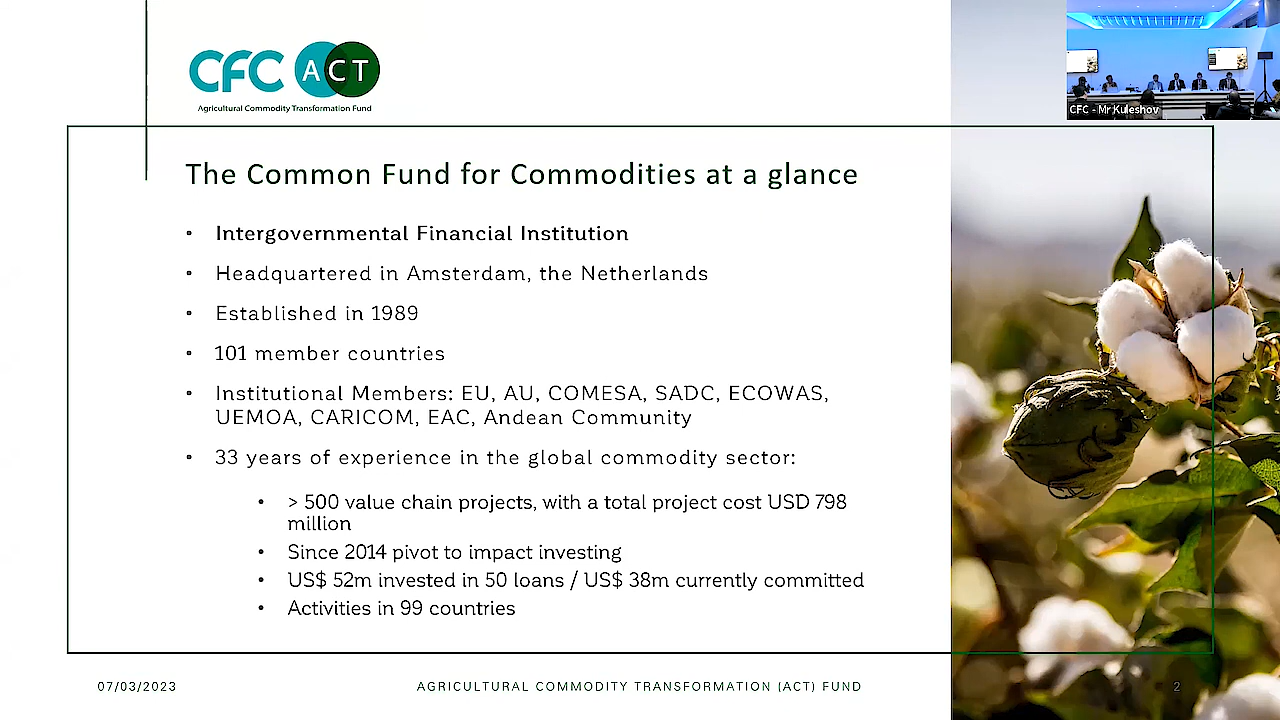 CFC ACT
Agricultural Commodity Transformation Fund
CFC - Mr Kuleshov
The Common Fund for Commodities at a glance
• Intergovernmental Financial Institution
• Headquartered in Amsterdam, the Netherlands
• Established in 1989
• 101 member countries
• Institutional Members: EU, AU, COMESA, SADC, ECOWAS,
UEMOA, CARICOM, EAC, Andean Community
• 33 years of experience in the global commodity sector:
• > 500 value chain projects, with a total project cost USD 798
million
• Since 2014 pivot to impact investing
• US$ 52m invested in 50 loans / US$ 38m currently committed
• Activities in 99 countries
07/03/2023
AGRICULTURAL COMMODITY TRANSFORMATION (ACT) FUND
2